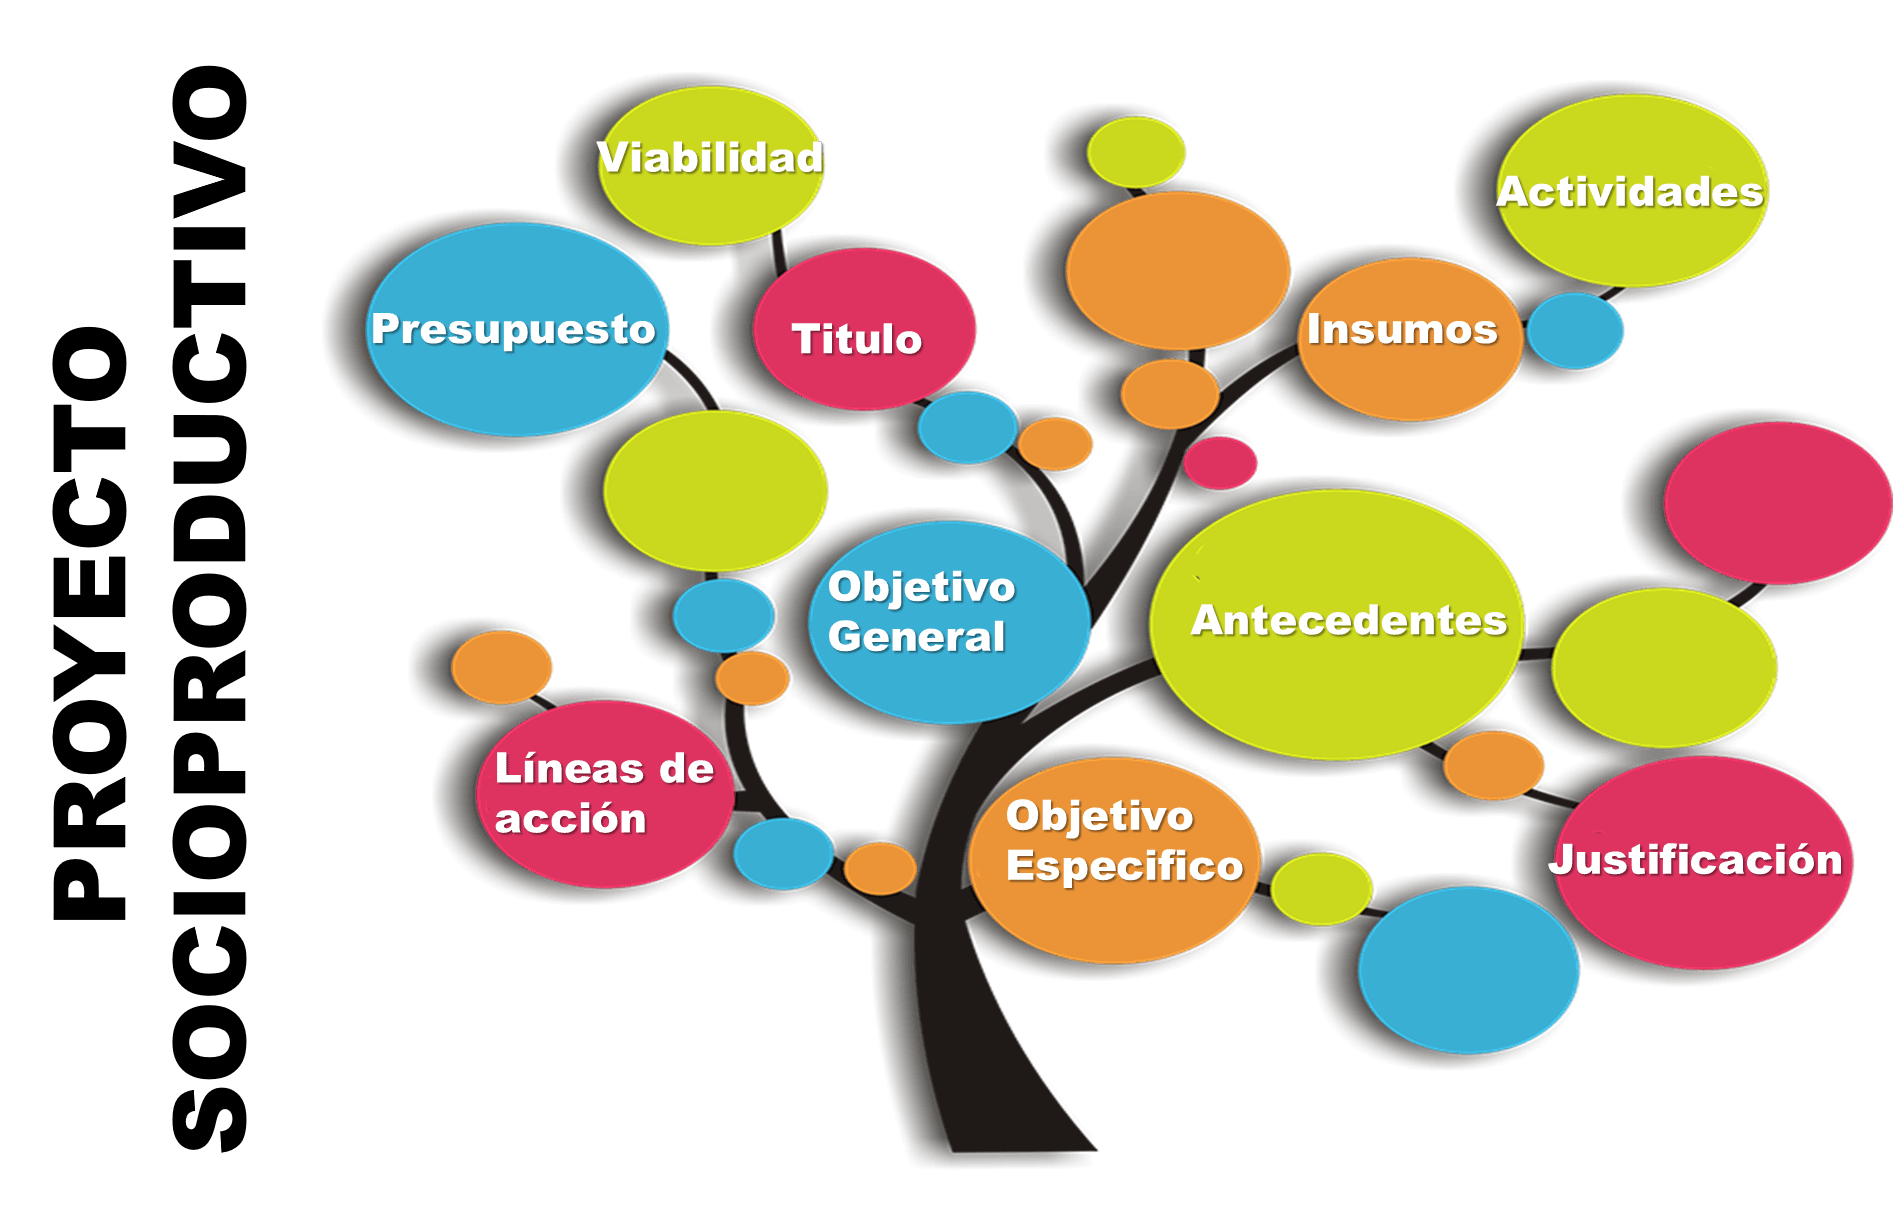 PROYECTO
SOCIOPRODUCTIVO
Viabilidad
Actividades
Presupuesto
Titulo
Insumos
Objetivo
General
Antecedentes
Líneas de
acción
Objetivo
Especifico
Justificación